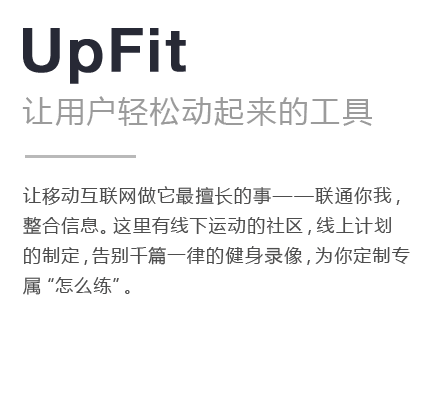 UpFit
让用户轻松动起来的工具
让移动互联网做它最擅长的事——联通你我，
整合信息。这里有线下运动的社区，线上计划
的制定，告别千篇一律的健身录像，为你定制专
属“怎么练”。